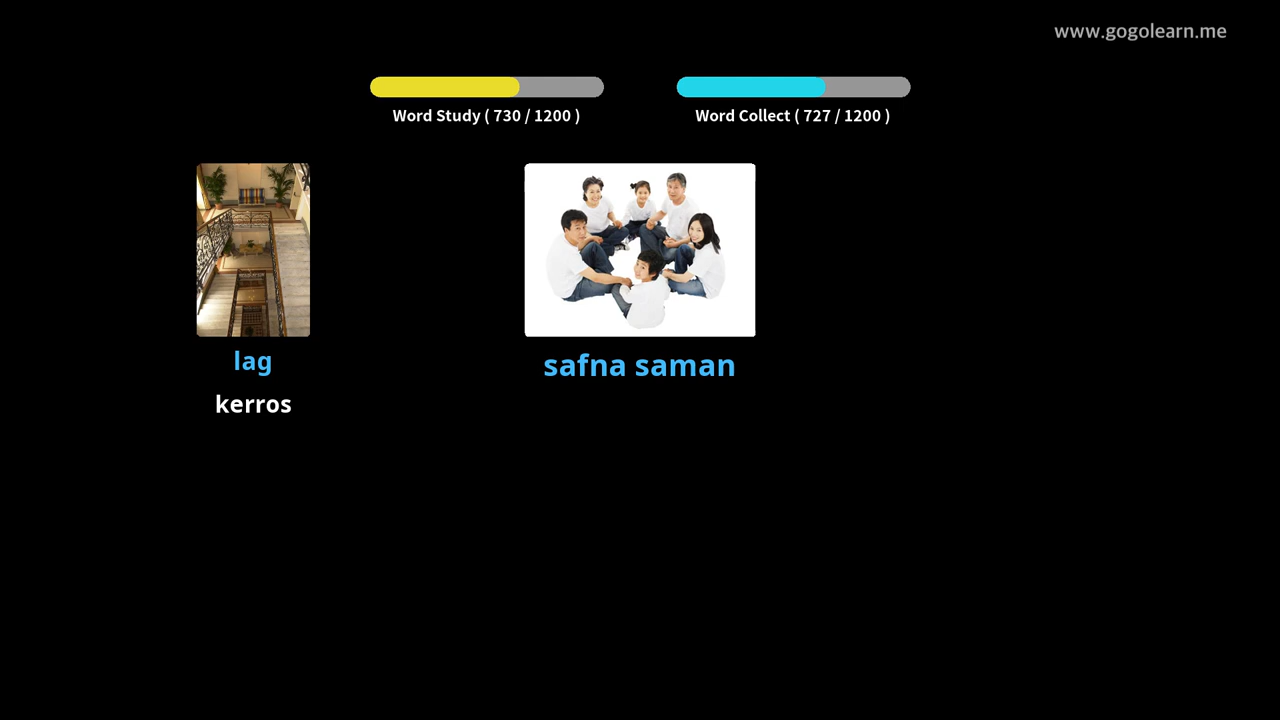 www.gogolearn.me
Word Study ( 730 / 1200 )
Word Collect ( 727 / 1200 )
lag
kerros
safna saman